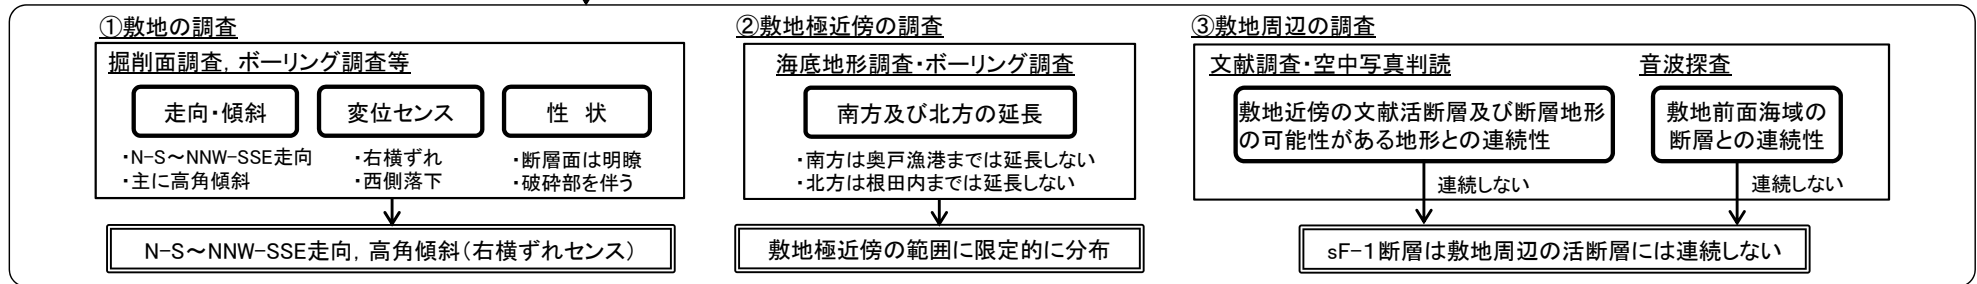 ①敷地の調査
掘削面調査，ボーリング調査等
走向・傾斜
・N-S～NNW-SSE走向
・主に高角傾斜
変位センス
・右横ずれ
・西側落下
性 状
・断層面は明瞭
・破砕部を伴う
N-S～NNW-SSE走向，高角傾斜(右横ずれセンス)
②敷地極近傍の調査
海底地形調査・ボーリング調査
南方及び北方の延長
・南方は奥戸漁港までは延長しない
・北方は根田内までは延長しない
敷地極近傍の範囲に限定的に分布
③敷地周辺の調査
文献調査・空中写真判読
敷地近傍の文献活断層及び断層地形
の可能性がある地形との連続性
連続しない
音波探査
敷地前面海域の
断層との連続性
連続しない
sF-1断層は敷地周辺の活断層には連続しない